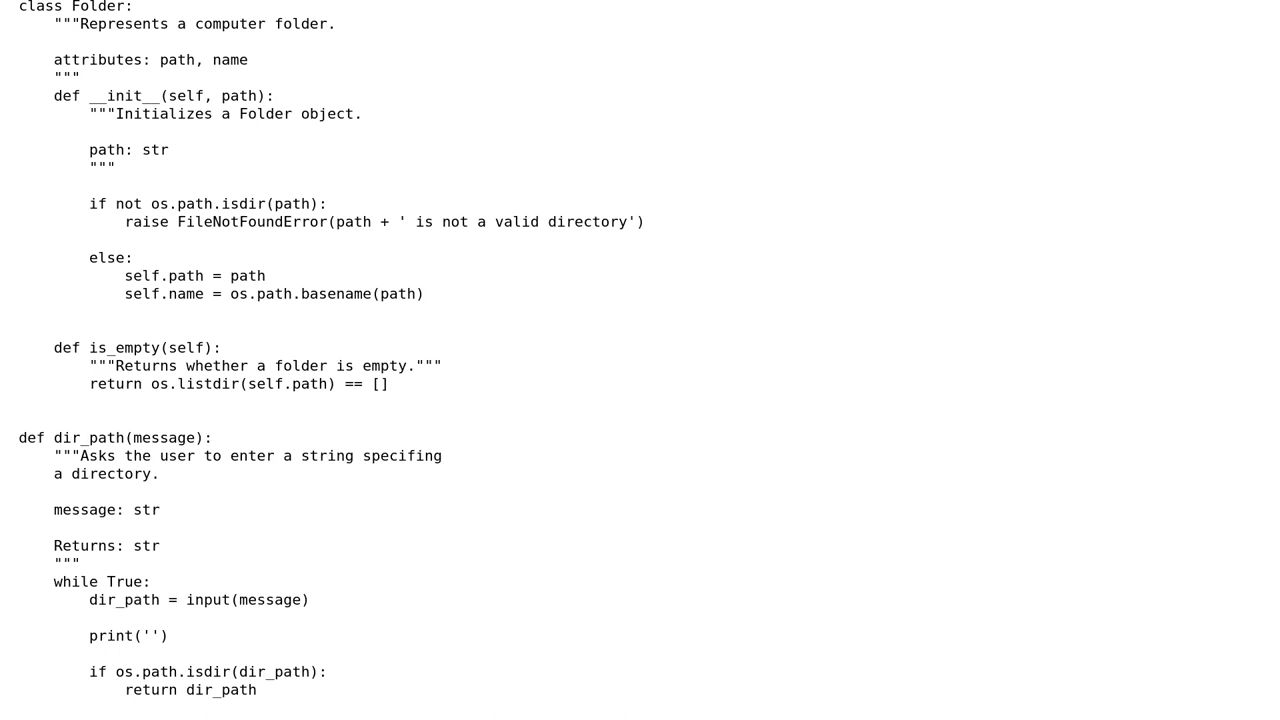 class Folder:
    """Represents a computer folder.

    attributes: path, name
    """
    def __init__(self, path):
        """Initializes a Folder object.

        path: str
        """

        if not os.path.isdir(path):
            raise FileNotFoundError(path + ' is not a valid directory')

        else:
            self.path = path
            self.name = os.path.basename(path)


    def is_empty(self):
        """Returns whether a folder is empty."""
        return os.listdir(self.path) == []


def dir_path(message):
    """Asks the user to enter a string specifing
    a directory.

    message: str

    Returns: str
    """
    while True:
        dir_path = input(message)

        print('')

        if os.path.isdir(dir_path):
            return dir_path